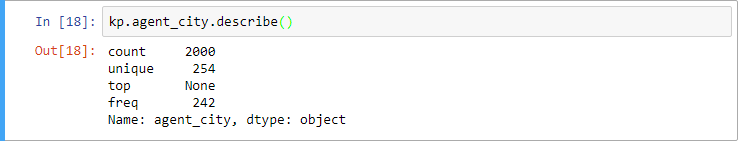 In [18]: kp.agent_city.describe()
Out[18]: count 2000
unique 254
top None
freq 242
Name: agent_city, dtype: object